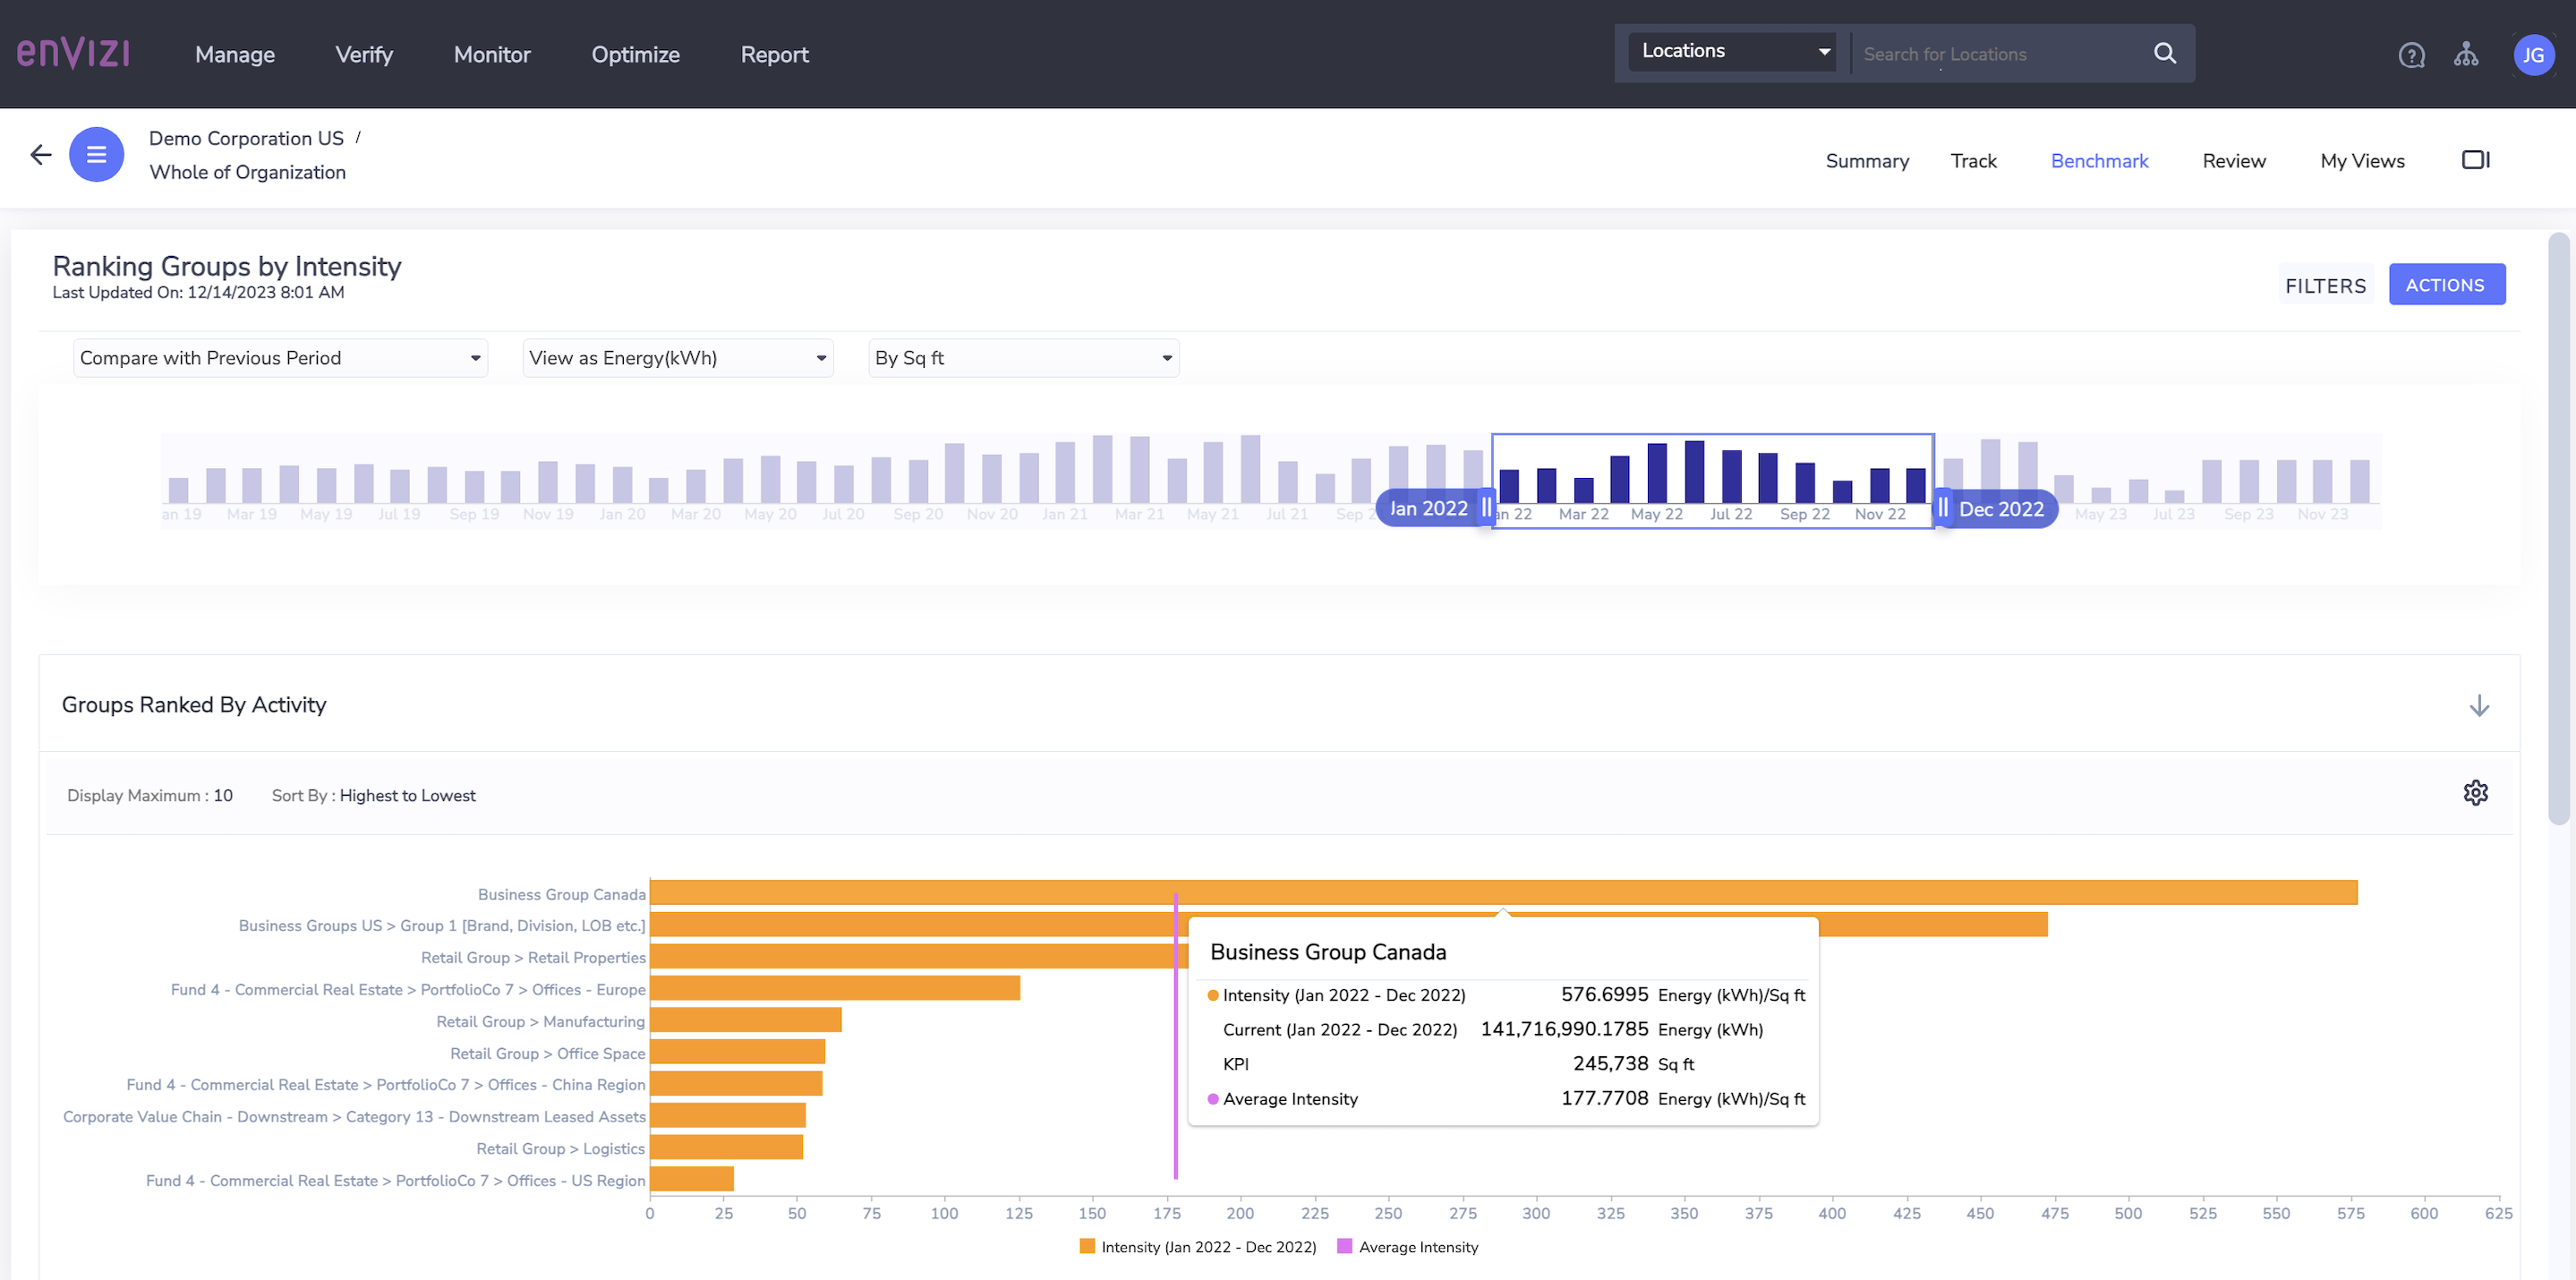 enVIZI Manage Verify Monitor Optimize Report Locations Search for Locations JG
Demo Corporation US /
Whole of Organization
Summary Track Benchmark Review My Views
Ranking Groups by Intensity
Last Updated On: 12/14/2023 8:01 AM
FILTERS ACTIONS
Compare with Previous Period View as Energy(kWh) By Sq ft
an 19 Mar 19 May 19 Jul 19 Sep 19 Nov 19 Jan 20 Mar 20 May 20 Jul 20 Sep 20 Nov 20 Jan 21 Mar 21 May 21 Jul 21 Sep 2 Jan 2022 an 22 Mar 22 May 22 Jul 22 Sep 22 Nov 22 Dec 2022 May 23 Jul 23 Sep 23 Nov 23
Groups Ranked By Activity
Display Maximum : 10 Sort By : Highest to Lowest
Business Group Canada
Business Groups US > Group 1 [Brand, Division, LOB etc.]
Retail Group > Retail Properties
Fund 4 - Commercial Real Estate > PortfolioCo 7 > Offices - Europe
Retail Group > Manufacturing
Retail Group > Office Space
Fund 4 - Commercial Real Estate > PortfolioCo 7 > Offices - China Region
Corporate Value Chain - Downstream > Category 13 - Downstream Leased Assets
Retail Group > Logistics
Fund 4 - Commercial Real Estate > PortfolioCo 7 > Offices - US Region
Business Group Canada
Intensity (Jan 2022 - Dec 2022) 576.6995 Energy (kWh)/Sq ft
Current (Jan 2022 - Dec 2022) 141,716,990.1785 Energy (kWh)
KPI 245,738 Sq ft
Average Intensity 177.7708 Energy (kWh)/Sq ft
0 25 50 75 100 125 150 175 200 225 250 275 300 325 350 375 400 425 450 475 500 525 550 575 600 625
Intensity (Jan 2022 - Dec 2022) Average Intensity